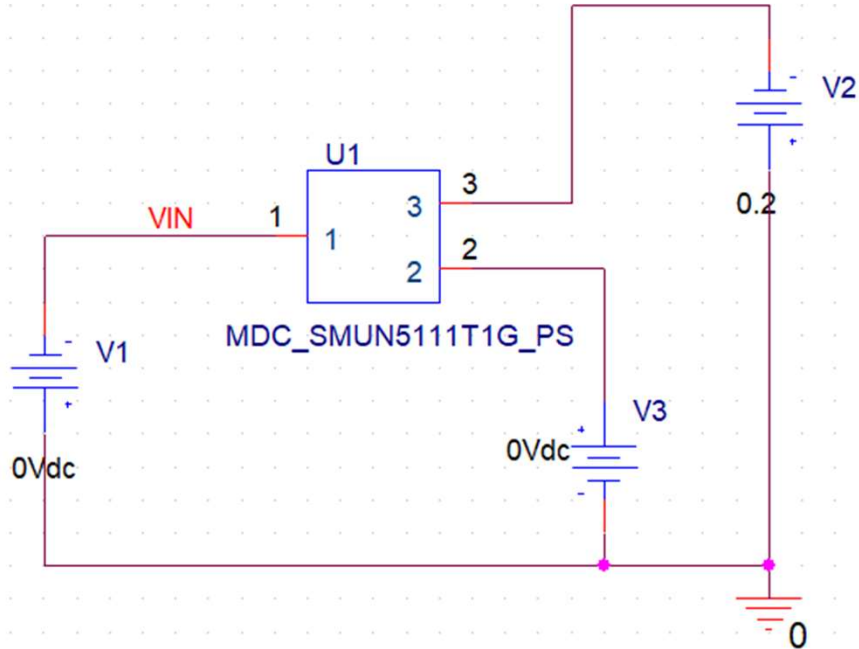 V2
U1
3
3
0.2
VIN
1
1
2
2
MDC_SMUN5111T1G_PS
V1
V3
0Vdc
0Vdc
0